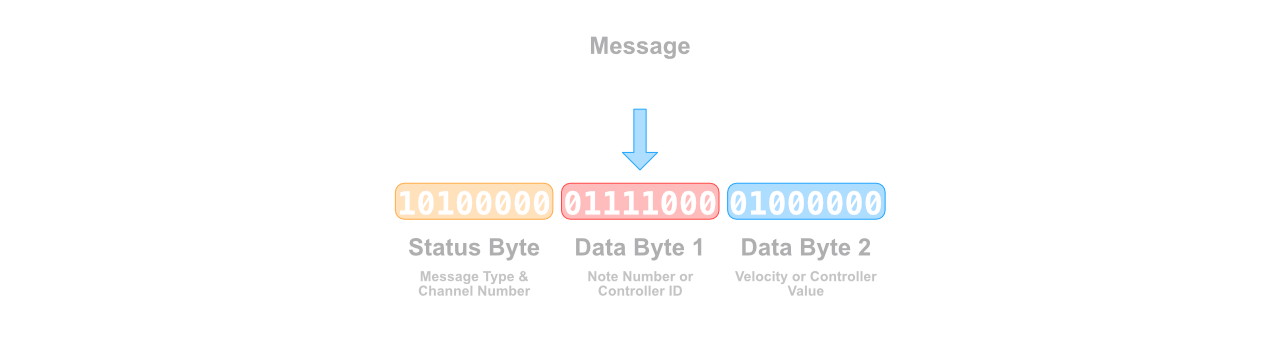 Message
10100000 01111000 01000000
Status Byte Data Byte 1 Data Byte 2
Message Type & Note Number or Velocity or Controller
Channel Number Controller ID Value